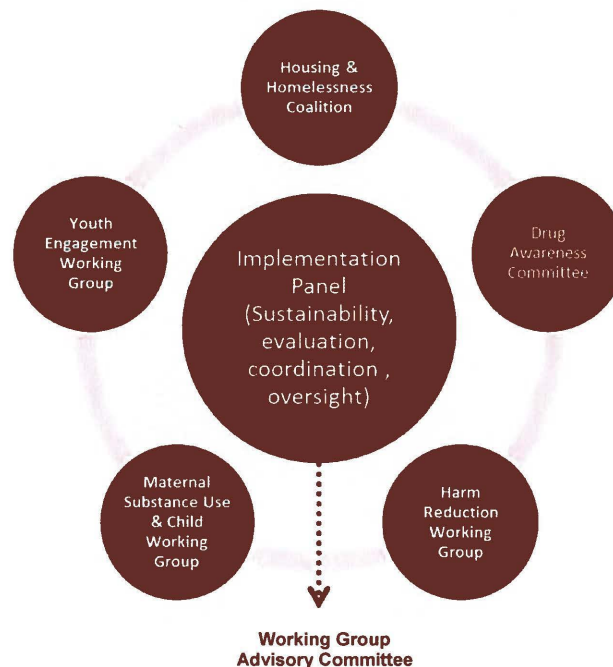 Housing &
Homelessness
Coalition
Youth
Engagement
Working
Group
Drug
Awareness
Committee
Implementation
Panel
(Sustainability,
evaluation,
coordination ,
oversight)
Maternal
Substance Use
& Child
Working
Group
Harm
Reduction
Working
Group
Working Group
Advisory Committee